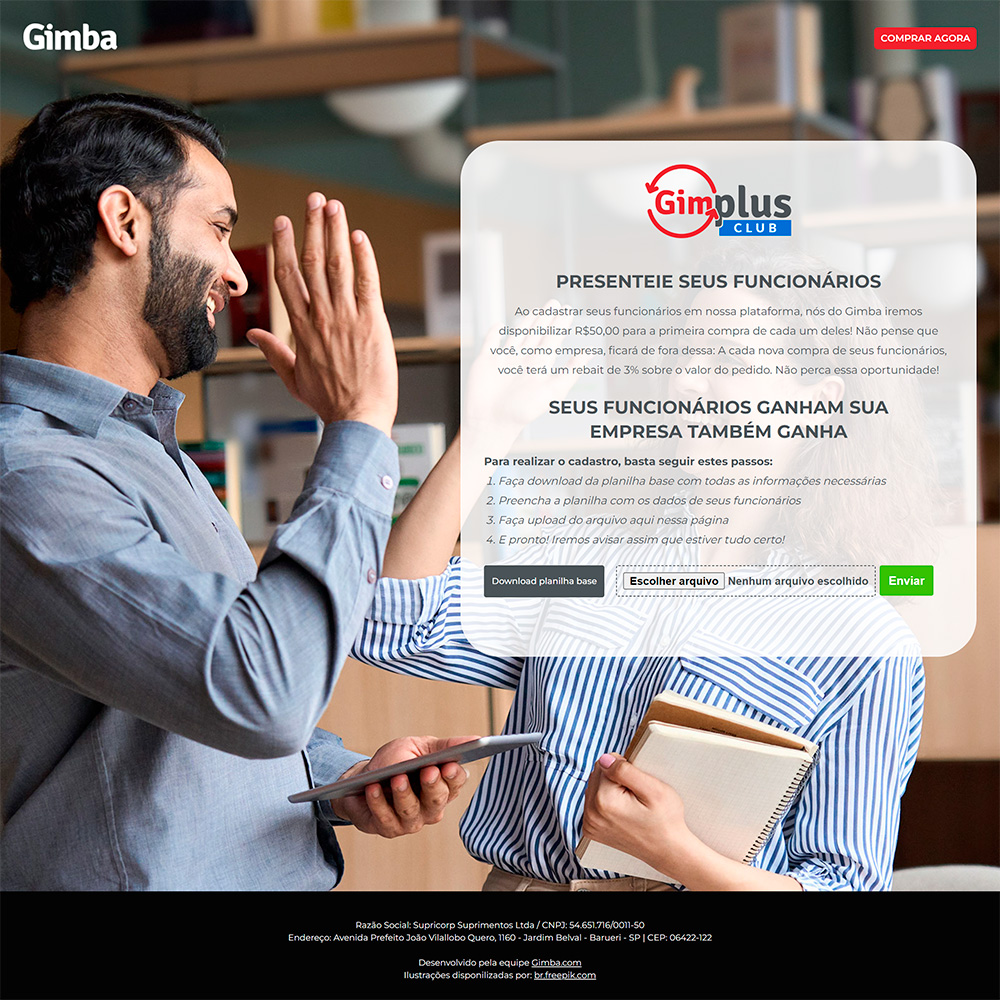 Gimba
COMPRAR AGORA
Gimplus
CLUB
PRESENTEIE SEUS FUNCIONÁRIOS
Ao cadastrar seus funcionários em nossa plataforma, nós do Gimba iremos
disponibilizar R$50,00 para a primeira compra de cada um deles! Não pense que
você, como empresa, ficará de fora dessa: A cada nova compra de seus funcionários,
você terá um rebait de 3% sobre o valor do pedido. Não perca essa oportunidade!
SEUS FUNCIONÁRIOS GANHAM SUA
EMPRESA TAMBÉM GANHA
Para realizar o cadastro, basta seguir estes passos:
1. Faça download da planilha base com todas as informações necessárias
2. Preencha a planilha com os dados de seus funcionários
3. Faça upload do arquivo aqui nessa página
4. E pronto! Iremos avisar assim que estiver tudo certo!
Download planilha base
Escolher arquivo Nenhum arquivo escolhido
Enviar
Razão Social: Supricorp Suprimentos Ltda / CNPJ: 54.651.716/0011-50
Endereço: Avenida Prefeito João Vilallobo Quero, 1160 - Jardim Belval - Barueri - SP | CEP: 06422-122
Desenvolvido pela equipe Gimba.com
Ilustrações disponilizadas por: br.freepik.com